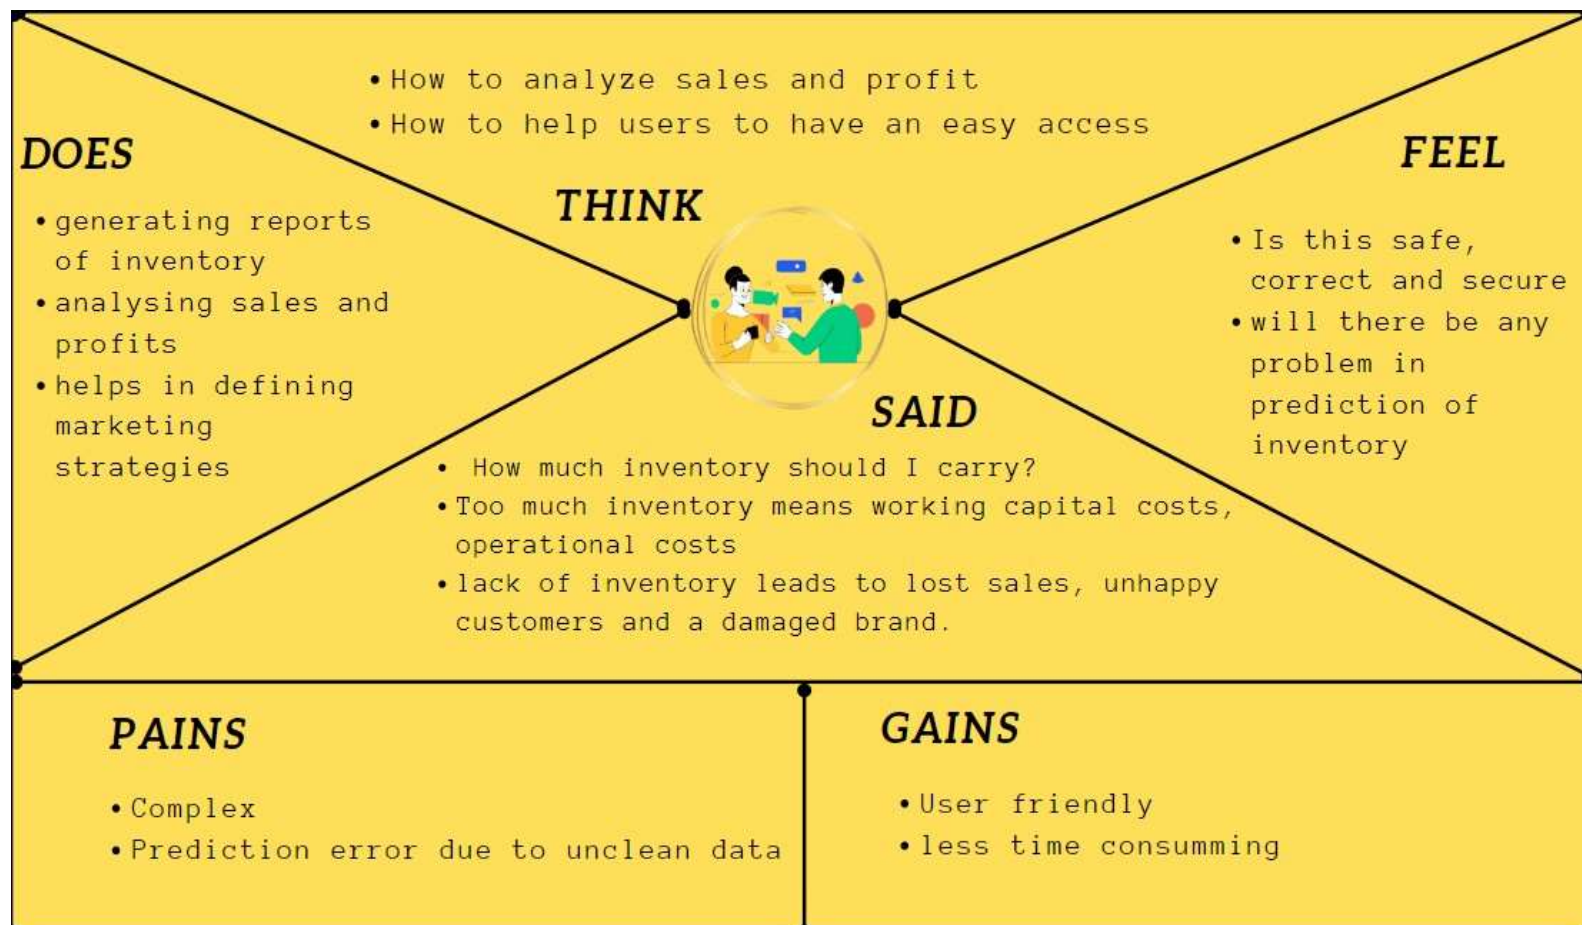 • How to analyze sales and profit
• How to help users to have an easy access
THINK
DOES
• generating reports
of inventory
• analysing sales and
profits
• helps in defining
marketing
strategies
FEEL
• Is this safe,
correct and secure
• will there be any
problem in
prediction of
inventory
SAID
• How much inventory should I carry?
• Too much inventory means working capital costs,
operational costs
• lack of inventory leads to lost sales, unhappy
customers and a damaged brand.
PAINS
• Complex
• Prediction error due to unclean data
GAINS
• User friendly
• less time consumming